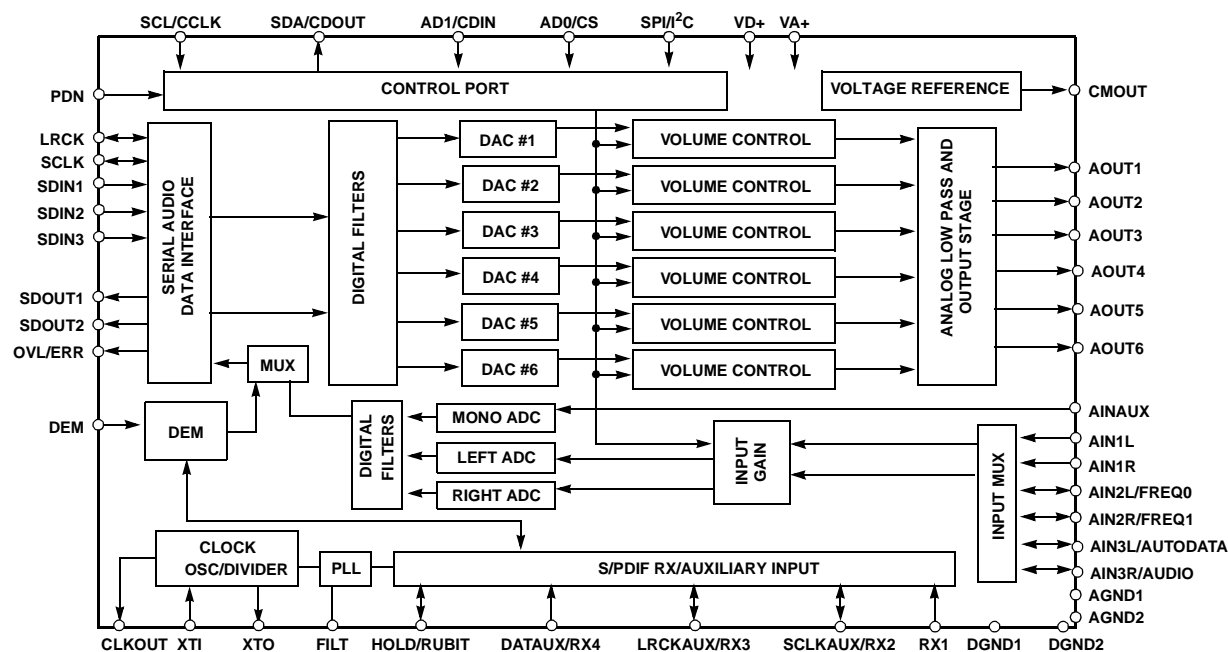 SCL/CCLK SDA/CDOUT AD1/CDIN AD0/CS SPI/I²C VD+ VA+
PDN
CONTROL PORT
VOLTAGE REFERENCE
CMOUT
LRCK
SCLK
SDIN1
SDIN2
SDIN3
SDOUT1
SDOUT2
OVL/ERR
SERIAL AUDIO
DATA INTERFACE
DIGITAL FILTERS
DAC #1
DAC #2
DAC #3
DAC #4
DAC #5
DAC #6
VOLUME CONTROL
VOLUME CONTROL
VOLUME CONTROL
VOLUME CONTROL
VOLUME CONTROL
VOLUME CONTROL
ANALOG LOW PASS AND
OUTPUT STAGE
AOUT1
AOUT2
AOUT3
AOUT4
AOUT5
AOUT6
MUX
DEM
DEM
DIGITAL
FILTERS
MONO ADC
LEFT ADC
RIGHT ADC
INPUT
GAIN
INPUT MUX
AINAUX
AIN1L
AIN1R
AIN2L/FREQ0
AIN2R/FREQ1
AIN3L/AUTODATA
AIN3R/AUDIO
AGND1
AGND2
CLOCK
OSC/DIVIDER
PLL
S/PDIF RX/AUXILIARY INPUT
CLKOUT XTI XTO FILT HOLD/RUBIT DATAUX/RX4 LRCKAUX/RX3 SCLKAUX/RX2 RX1 DGND1 DGND2